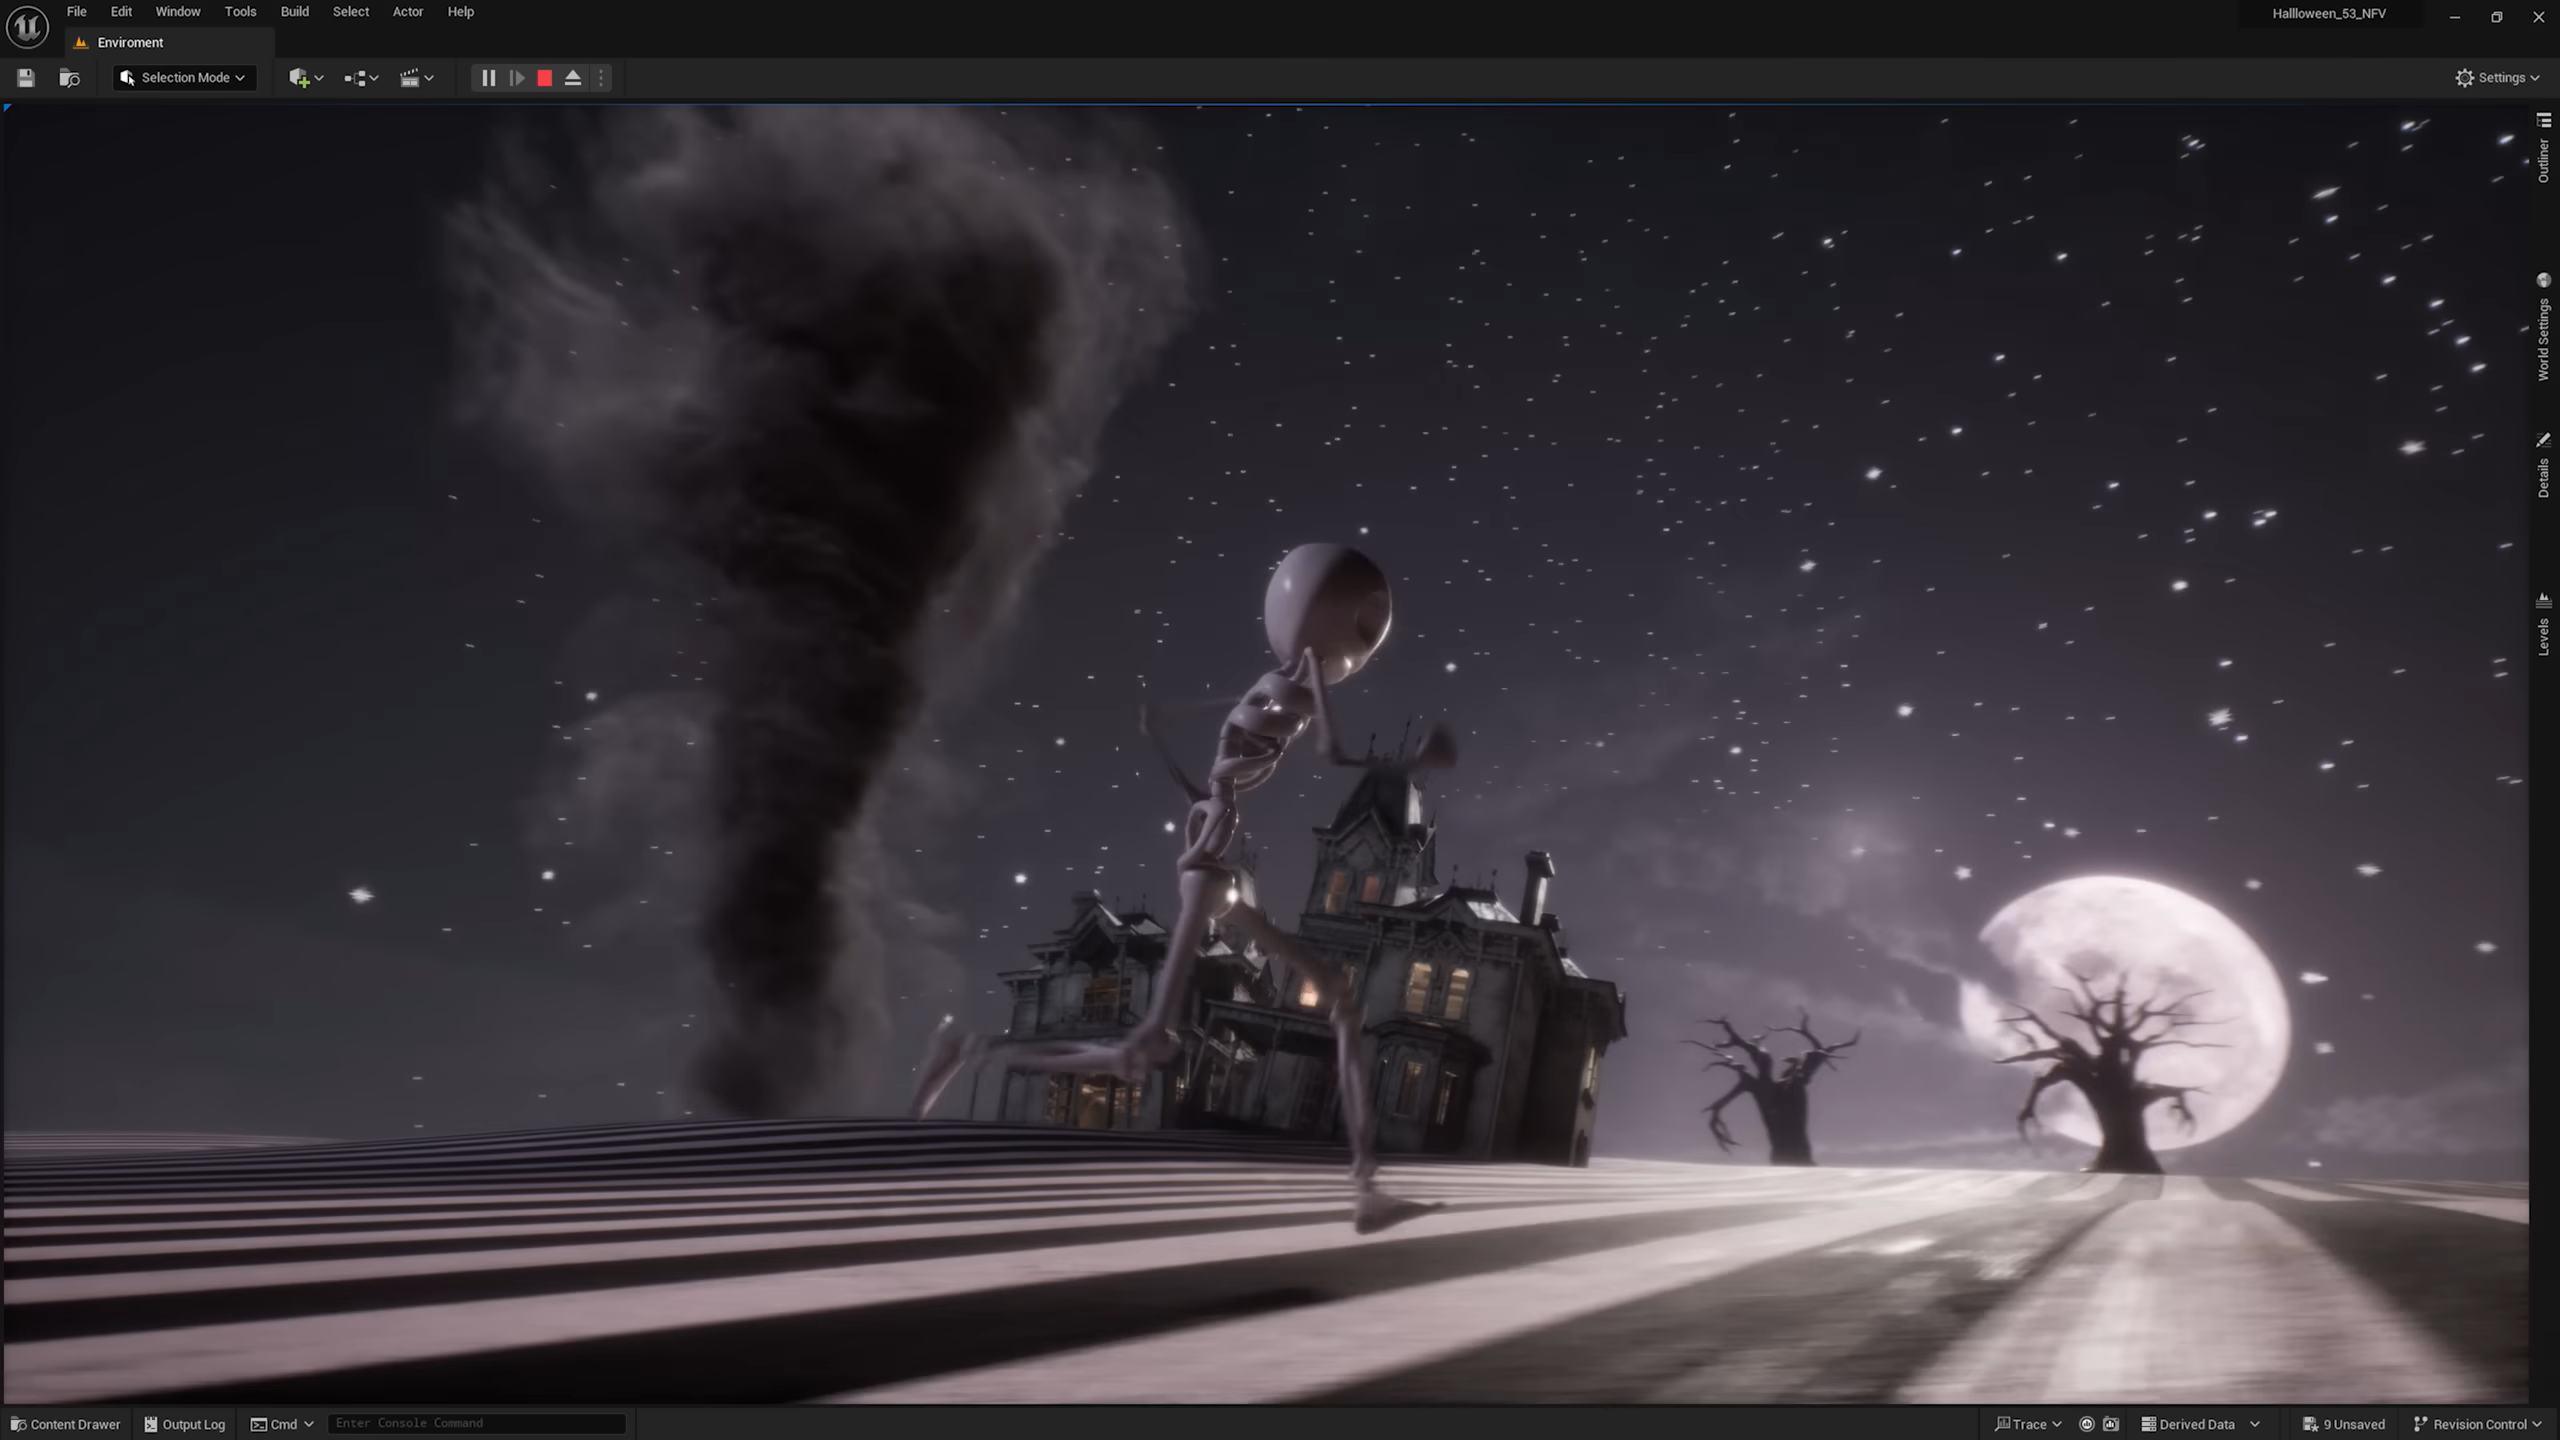 File Edit Window Tools Build Select Actor Help
Hallloween_53_NFV
Enviroment
Selection Mode
Settings
Outliner
World Settings
Details
Levels
Content Drawer Output Log Cmd Enter Console Command Trace Derived Data 9 Unsaved Revision Control